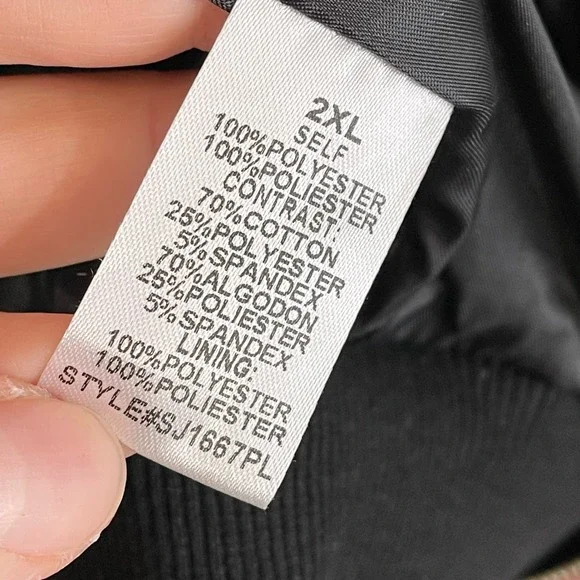 2XL
SELF
100%POLYESTER
100%POLIESTER
CONTRAST:
70%COTTON
25%POLYESTER
5%SPANDEX
70%ALGODON
25%POLIESTER
5%SPANDEX
LINING:
100%POLYESTER
100%POLIESTER
STYLE#SJ1667PL